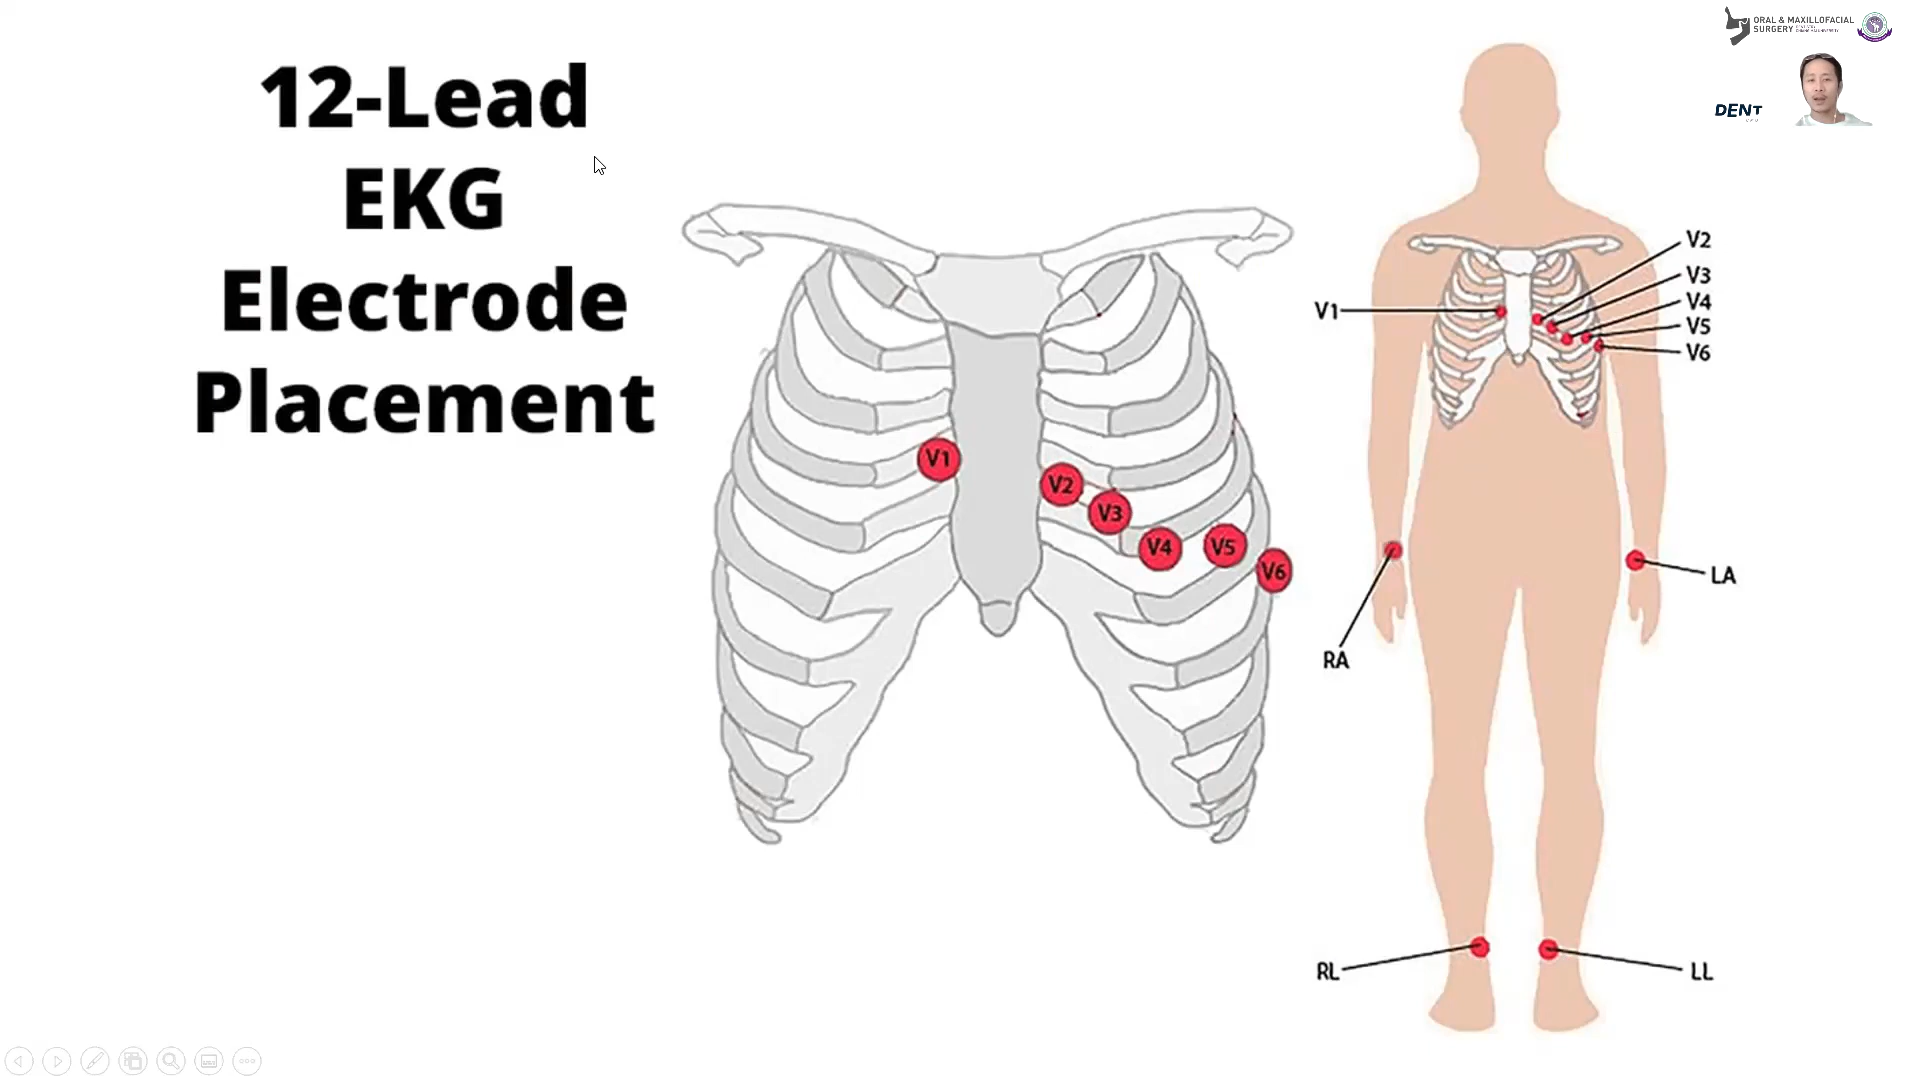 12-Lead
EKG
Electrode
Placement
V1
V2
V3
V4
V5
V6
ORAL & MAXILLOFACIAL
SURGERY
DENT
V2
V3
V4
V5
V6
V1
LA
RA
RL
LL